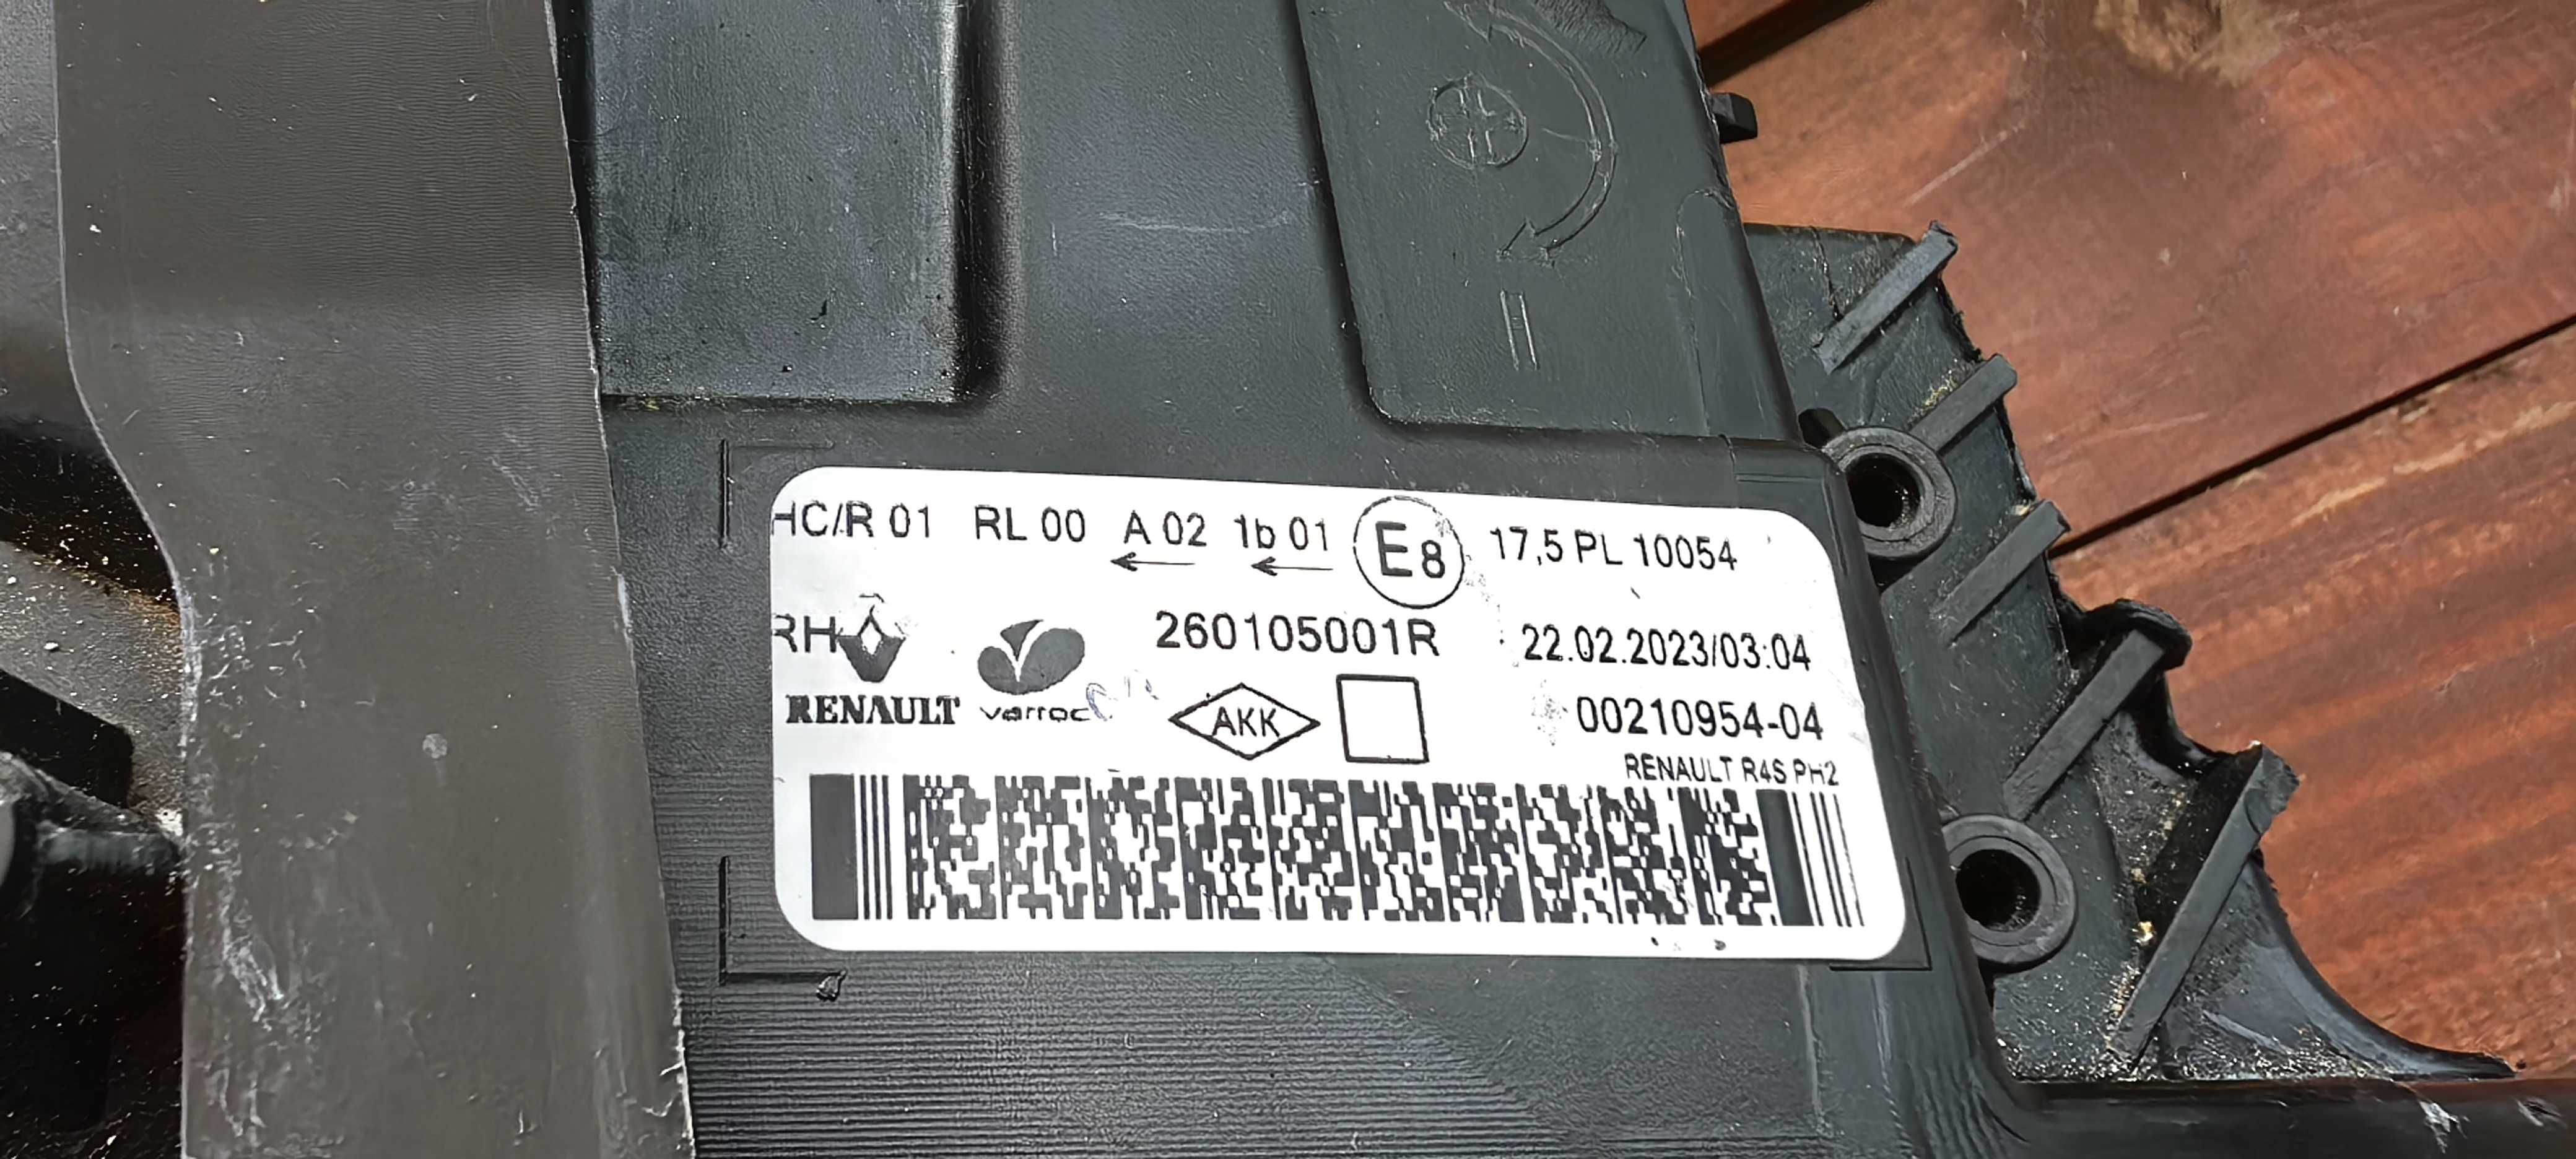 HC/R 01 RL 00 A 02 1b 01 E8 17,5 PL 10054
RH 260105001R 22.02.2023/03:04
RENAULT varroc AKK 00210954-04
RENAULT R4S PH2